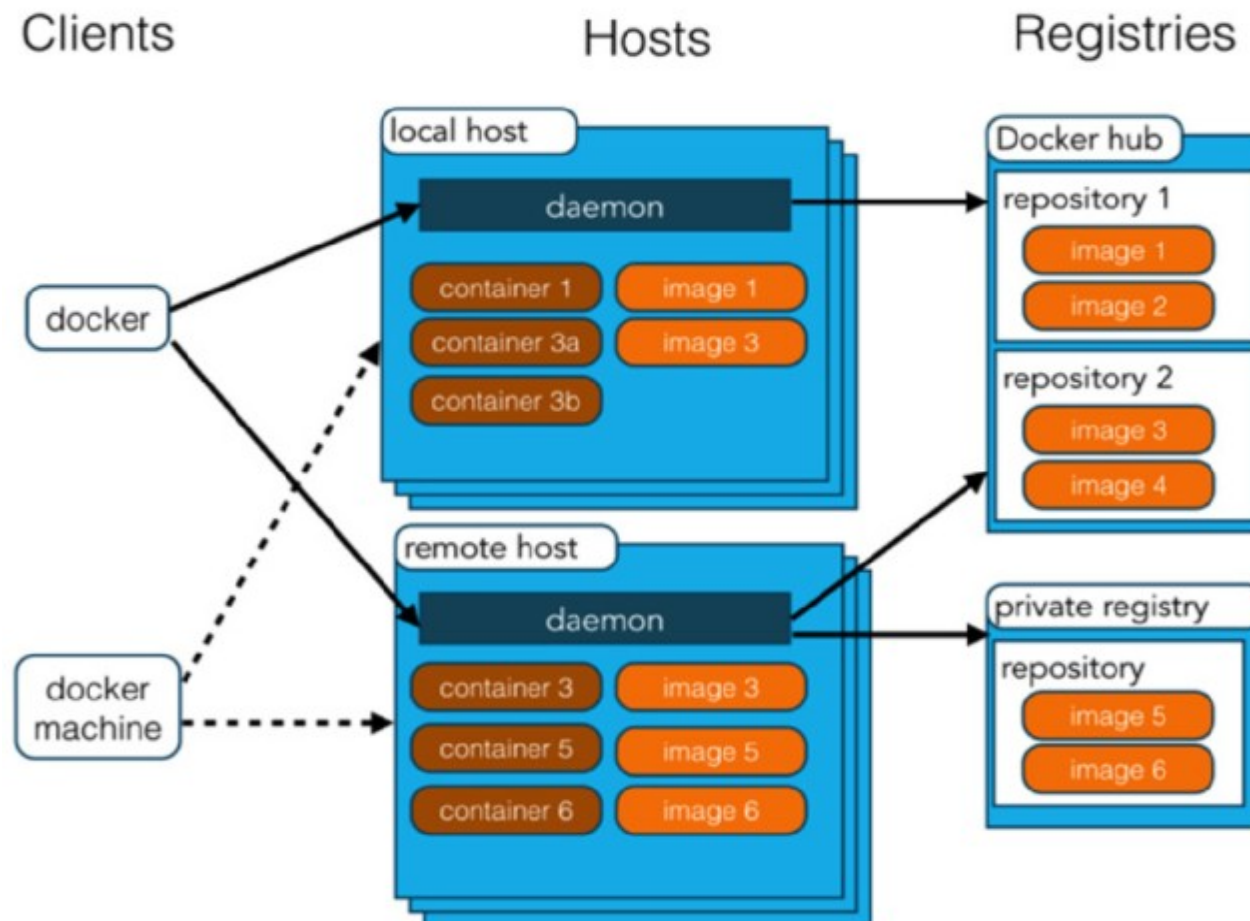 Clients
Hosts
Registries
local host
daemon
container 1
image 1
container 3a
image 3
container 3b
docker
docker
machine
remote host
daemon
container 3
image 3
container 5
image 5
container 6
image 6
Docker hub
repository 1
image 1
image 2
repository 2
image 3
image 4
private registry
repository
image 5
image 6